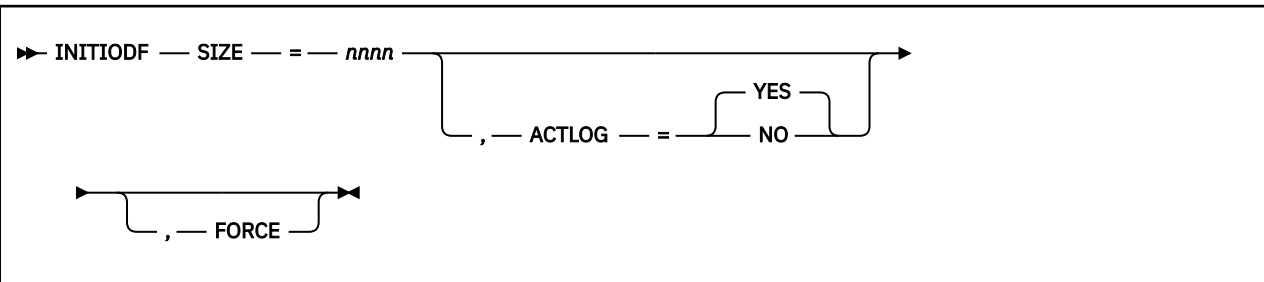 INITIODF SIZE = nnnn
YES
, ACTLOG = NO
, FORCE